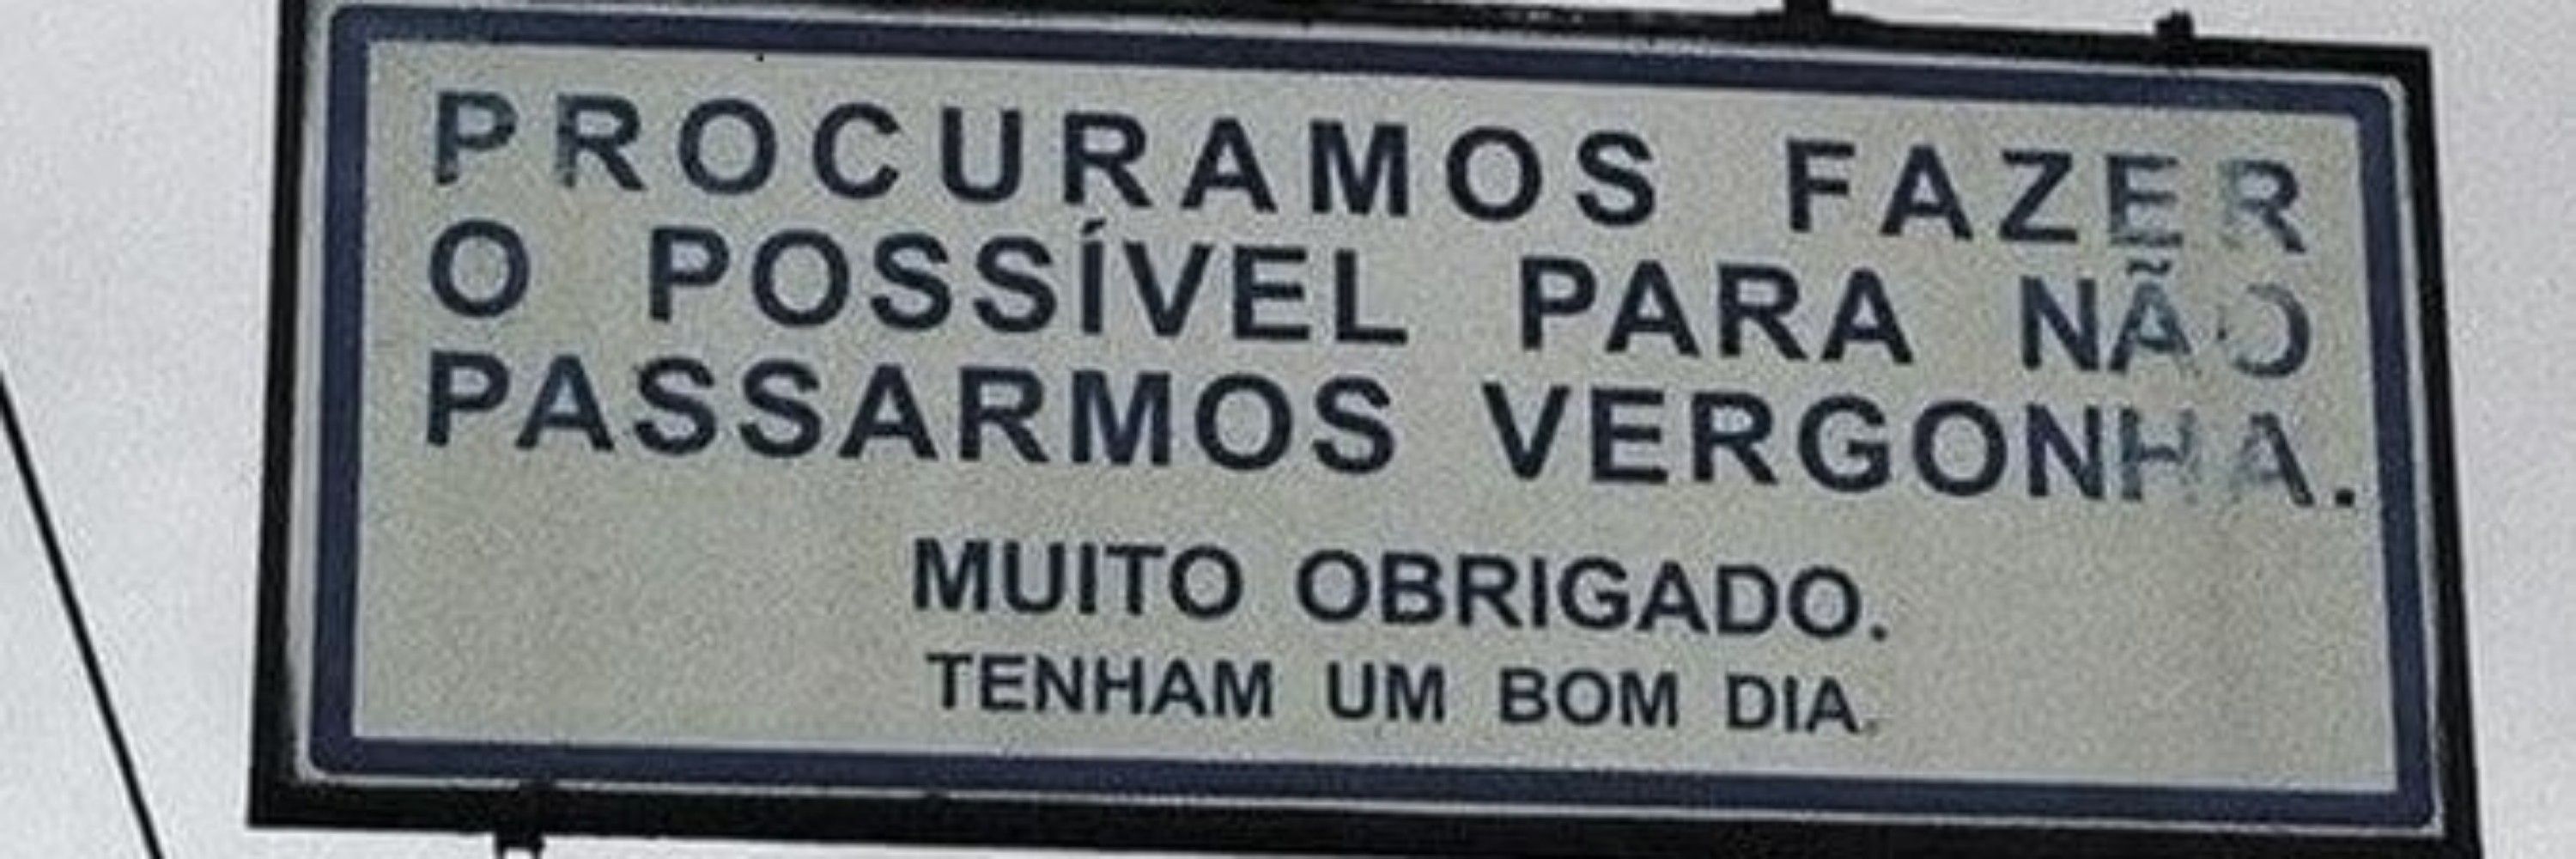 PROCURAMOS FAZER
O POSSÍVEL PARA NÃO
PASSARMOS VERGONHA.
MUITO OBRIGADO.
TENHAM UM BOM DIA.